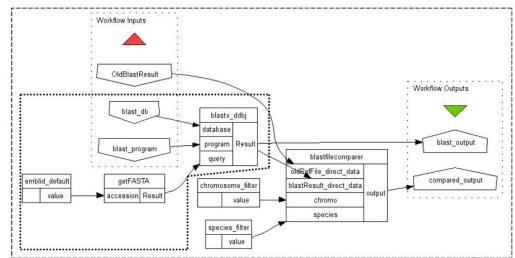 Workflow Inputs
OldBlastResult
blast_db
blast_program
blastx_ddbj
database
program
query
Result
emblid_default
value
getFASTA
accession
Result
chromosome_filter
value
species_filter
value
blastfilecomparer
oldRefFile_direct_data
blastResult_direct_data
chromo
species
output
Workflow Outputs
blast_output
compared_output